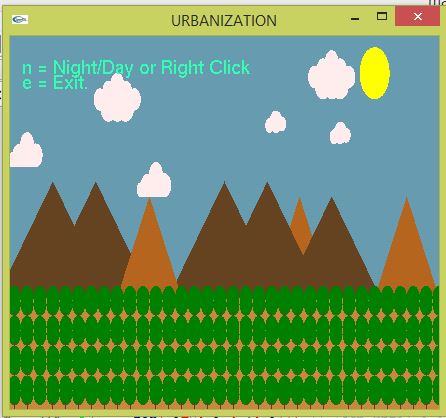 URBANIZATION
n = Night/Day or Right Click
e = Exit.